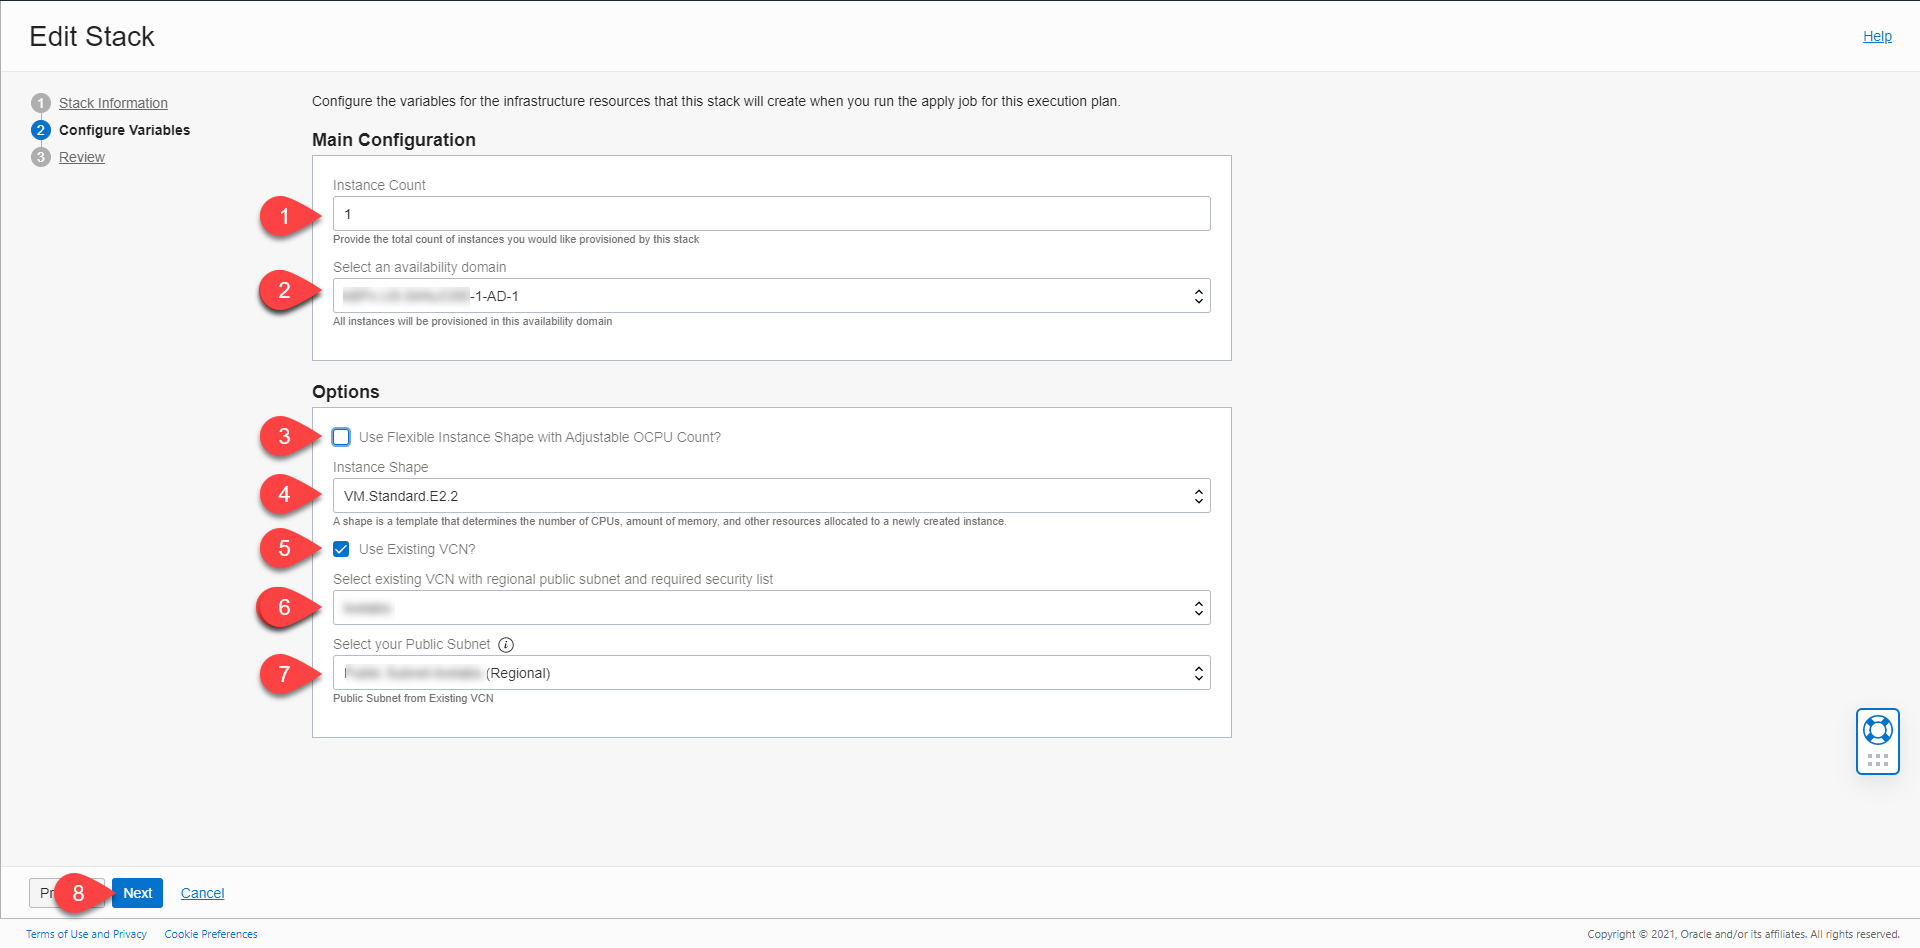 Edit Stack
Help
1 Stack Information
2 Configure Variables
3 Review
Configure the variables for the infrastructure resources that this stack will create when you run the apply job for this execution plan.
Main Configuration
Instance Count
1 1
Provide the total count of instances you would like provisioned by this stack
Select an availability domain
2 -1-AD-1
All instances will be provisioned in this availability domain
Options
3 Use Flexible Instance Shape with Adjustable OCPU Count?
Instance Shape
4 VM.Standard.E2.2
A shape is a template that determines the number of CPUs, amount of memory, and other resources allocated to a newly created instance.
5 Use Existing VCN?
Select existing VCN with regional public subnet and required security list
6
Select your Public Subnet i
7 (Regional)
Public Subnet from Existing VCN
8 Next Cancel
Terms of Use and Privacy Cookie Preferences
Copyright © 2021, Oracle and/or its affiliates. All rights reserved.